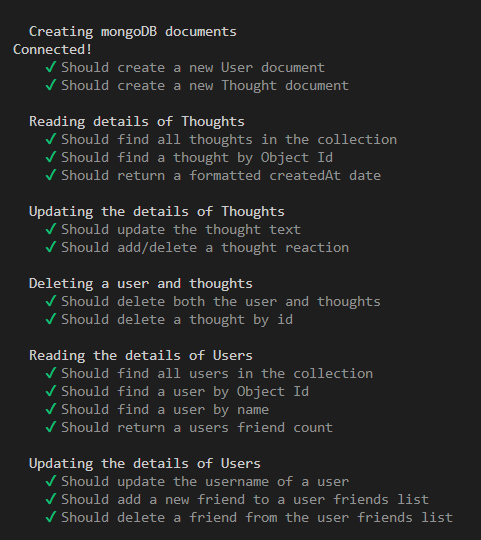 Creating mongoDB documents
Connected!
✓ Should create a new User document
✓ Should create a new Thought document
Reading details of Thoughts
✓ Should find all thoughts in the collection
✓ Should find a thought by Object Id
✓ Should return a formatted createdAt date
Updating the details of Thoughts
✓ Should update the thought text
✓ Should add/delete a thought reaction
Deleting a user and thoughts
✓ Should delete both the user and thoughts
✓ Should delete a thought by id
Reading the details of Users
✓ Should find all users in the collection
✓ Should find a user by Object Id
✓ Should find a user by name
✓ Should return a users friend count
Updating the details of Users
✓ Should update the username of a user
✓ Should add a new friend to a user friends list
✓ Should delete a friend from the user friends list